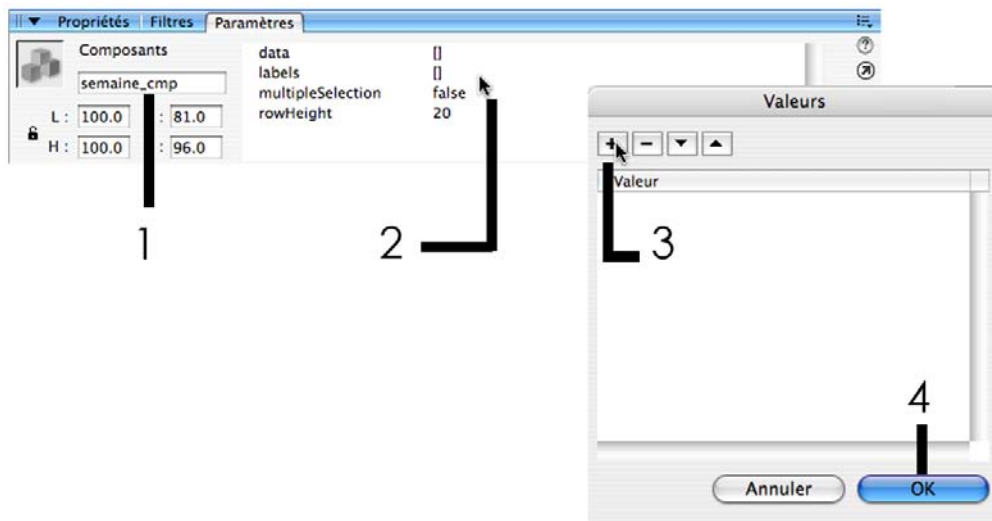 Propriétés Filtres Paramètres
Composants
semaine_cmp
L : 100.0 : 81.0
H : 100.0 : 96.0
data []
labels []
multipleSelection false
rowHeight 20
Valeurs
Valeur
1
2
3
4
Annuler OK